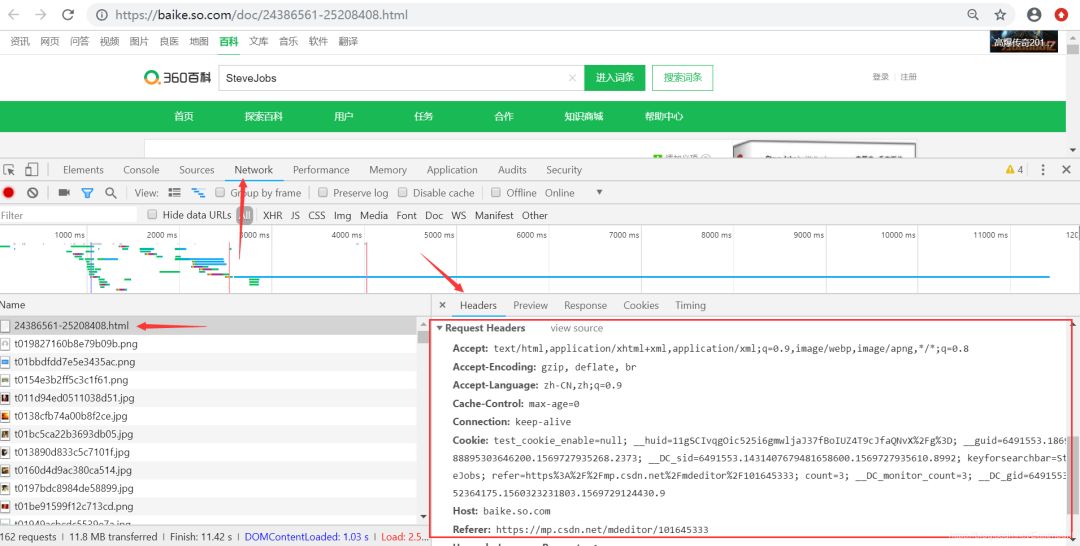 https://baike.so.com/doc/24386561-25208408.html
资讯 网页 问答 视频 图片 良医 地图 百科 文库 音乐 软件 翻译
高爆传奇201
360百科 SteveJobs × 进入词条 搜索词条 登录 注册
首页 探索百科 用户 任务 合作 知识商城 帮助中心
Elements Console Sources Network Performance Memory Application Audits Security 4
View: Group by frame Preserve log Disable cache Offline Online
Filter Hide data URLs All XHR JS CSS Img Media Font Doc WS Manifest Other
1000 ms 2000 ms 3000 ms 4000 ms 5000 ms 6000 ms 7000 ms 8000 ms 9000 ms 10000 ms 11000 ms 120
Name
24386561-25208408.html
t019827160b8e79b09b.png
t01bbdfdd7e5e3435ac.png
t0154e3b2ff5c3c1f61.png
t011d94ed0511038d51.jpg
t0138cfb74a00b8f2ce.jpg
t01bc5ca22b3693db05.jpg
t013890d833c5c7101f.jpg
t0160d4d9ac380ca514.jpg
t0197bdc8984de58899.jpg
t01be91599f12c713cd.png
162 requests | 11.8 MB transferred | Finish: 11.42 s | DOMContentLoaded: 1.03 s | Load: 2.5...
× Headers Preview Response Cookies Timing
Request Headers view source
Accept: text/html,application/xhtml+xml,application/xml;q=0.9,image/webp,image/apng,*/*;q=0.8
Accept-Encoding: gzip, deflate, br
Accept-Language: zh-CN,zh;q=0.9
Cache-Control: max-age=0
Connection: keep-alive
Cookie: test_cookie_enable=null; __huid=11gSCIvqgOic525i6gmwljaJ37fBoIUZ4T9cJfaQNvX%2Fg%3D; __guid=6491553.1869
88895303646200.1569727935268.2373; __DC_sid=6491553.1431407679481658600.1569727935610.8992; keyforsearchbar=St
eJobs; refer=https%3A%2F%2Fmp.csdn.net%2Fmdeditor%2F101645333; count=3; __DC_monitor_count=3; __DC_gid=6491553
52364175.1560323231803.1569729124430.9
Host: baike.so.com
Referer: https://mp.csdn.net/mdeditor/101645333